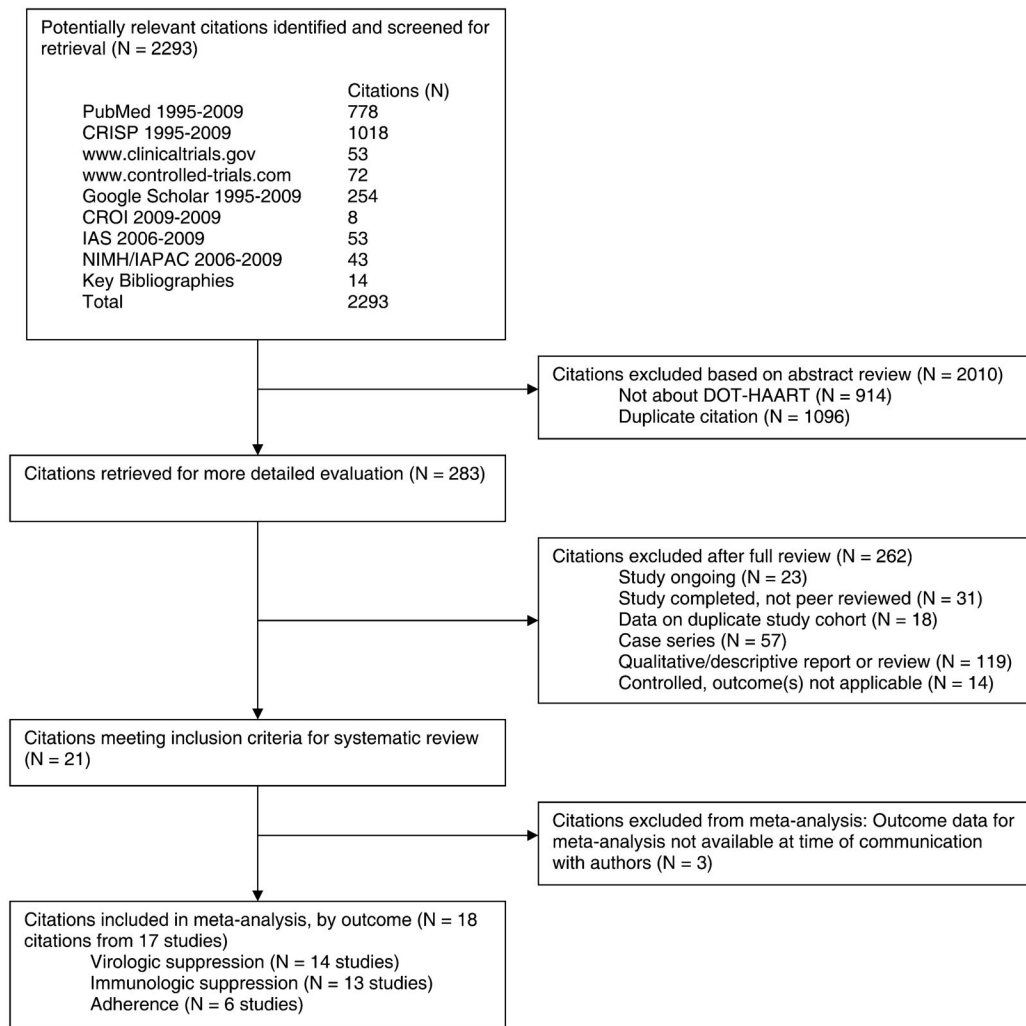 Potentially relevant citations identified and screened for
retrieval (N = 2293)
Citations (N)
PubMed 1995-2009 778
CRISP 1995-2009 1018
www.clinicaltrials.gov 53
www.controlled-trials.com 72
Google Scholar 1995-2009 254
CROI 2009-2009 8
IAS 2006-2009 53
NIMH/IAPAC 2006-2009 43
Key Bibliographies 14
Total 2293
Citations excluded based on abstract review (N = 2010)
Not about DOT-HAART (N = 914)
Duplicate citation (N = 1096)
Citations retrieved for more detailed evaluation (N = 283)
Citations excluded after full review (N = 262)
Study ongoing (N = 23)
Study completed, not peer reviewed (N = 31)
Data on duplicate study cohort (N = 18)
Case series (N = 57)
Qualitative/descriptive report or review (N = 119)
Controlled, outcome(s) not applicable (N = 14)
Citations meeting inclusion criteria for systematic review
(N = 21)
Citations excluded from meta-analysis: Outcome data for
meta-analysis not available at time of communication
with authors (N = 3)
Citations included in meta-analysis, by outcome (N = 18
citations from 17 studies)
Virologic suppression (N = 14 studies)
Immunologic suppression (N = 13 studies)
Adherence (N = 6 studies)